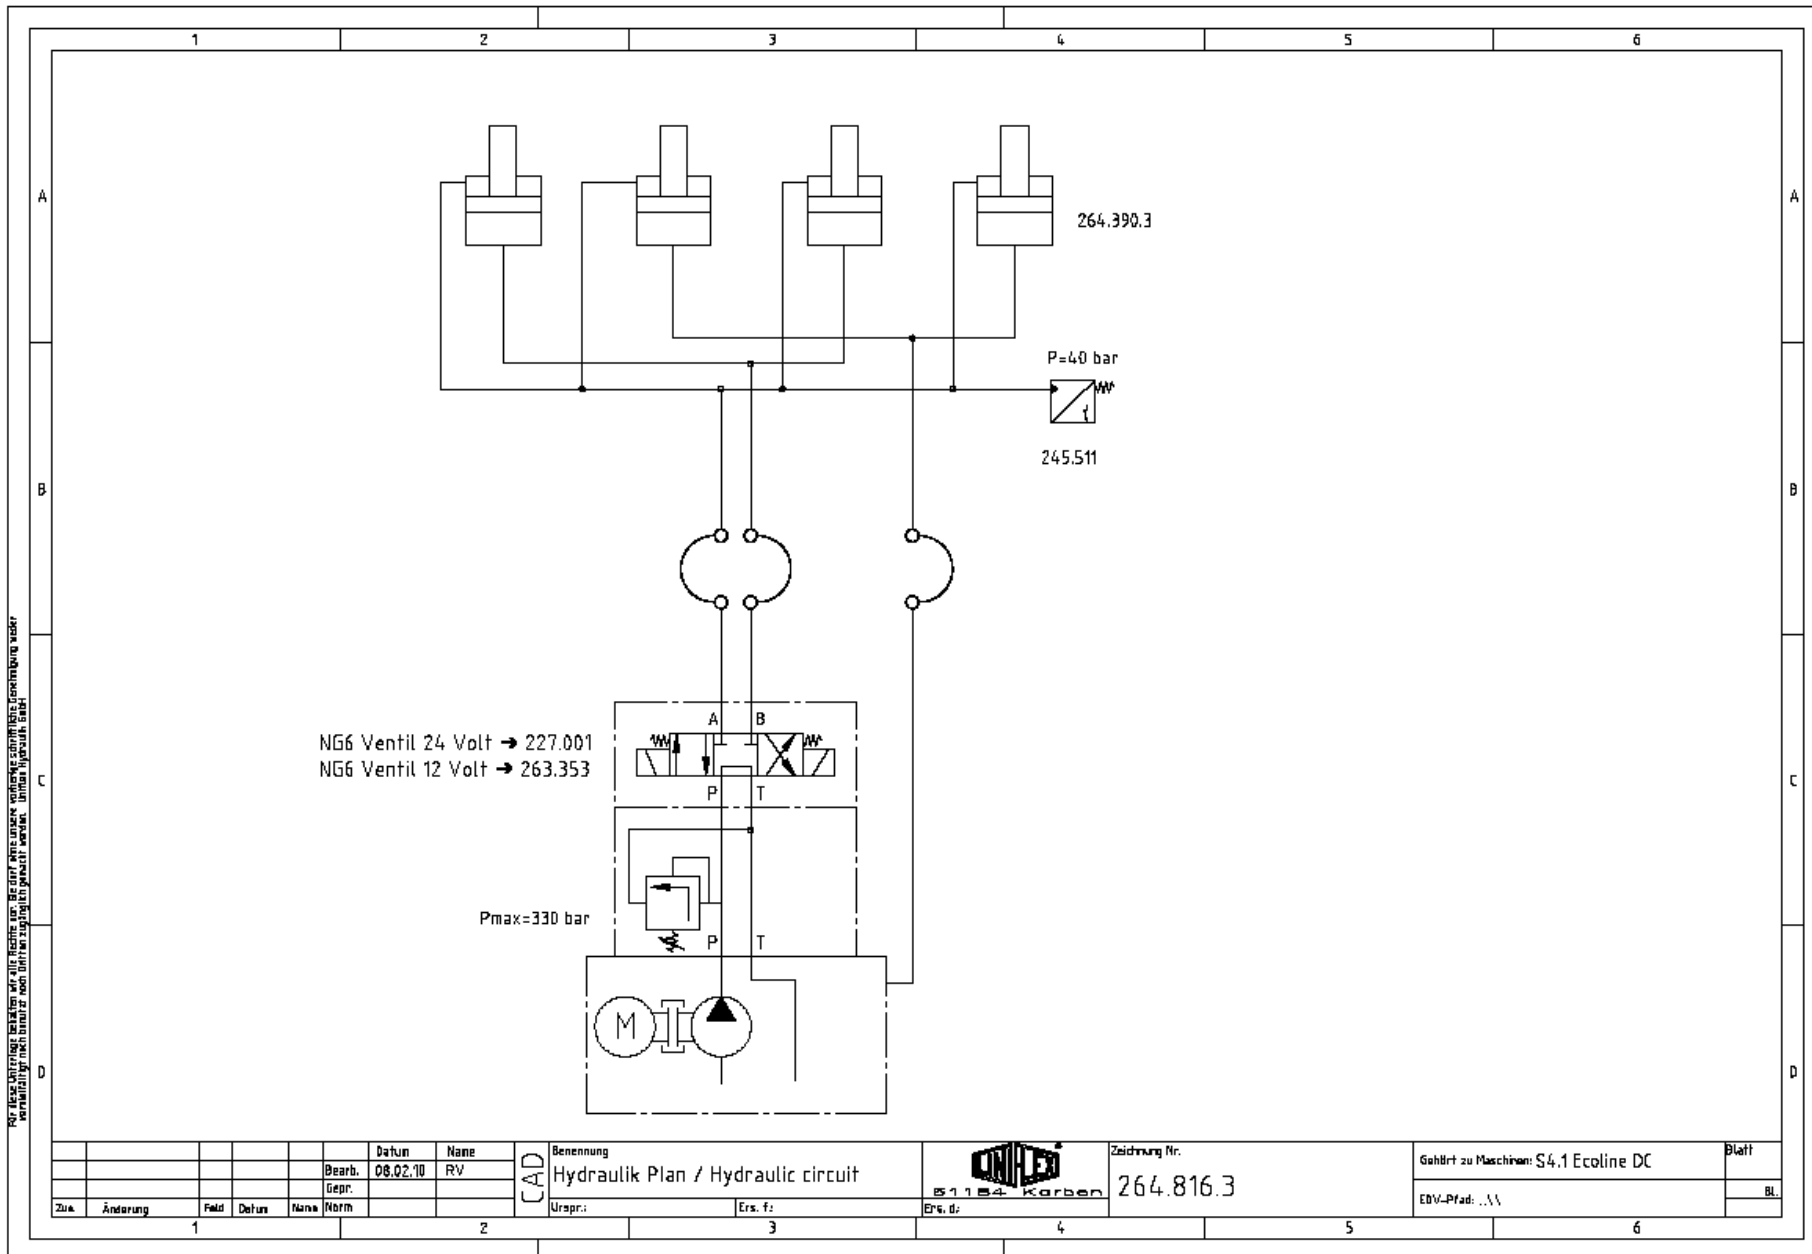 1 2 3 4 5 6
A A
264.390.3
P=40 bar
245.511
B B
A B
NG6 Ventil 24 Volt → 227.001
NG6 Ventil 12 Volt → 263.353
C C
P T
Pmax=330 bar
P T
M
D D
Datum Name
Bearb. 08.02.10 RV
Gepr.
Zus. Änderung Feld Datum Name Norm
CAD
Benennung
Hydraulik Plan / Hydraulic circuit
Urspr.: Ers. f.: Ers. d.:
UNIFLEX
61184 Karben
Zeichnung Nr.
264.816.3
Gehört zu Maschinen: S4.1 Ecoline DC
EDV-Pfad: ..\\
Blatt
Bl.
1 2 3 4 5 6